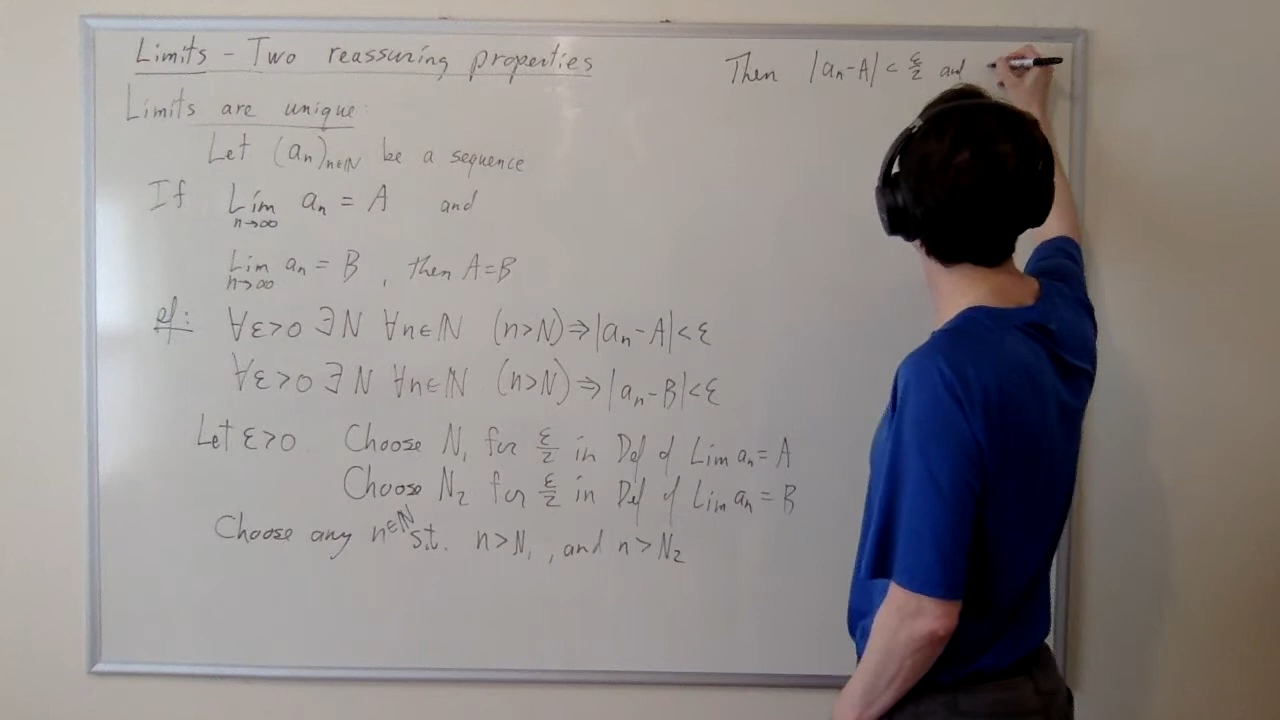 Limits - Two reassuring properties
Limits are unique:
Let (aₙ)ₙ∈ℕ be a sequence
If Lim n→∞ aₙ = A and
Lim n→∞ aₙ = B , then A=B
pf: ∀ε>0 ∃N ∀n∈ℕ (n>N)⇒|aₙ-A|<ε
∀ε>0 ∃N ∀n∈ℕ (n>N)⇒|aₙ-B|<ε
Let ε>0. Choose N₁ for ε/2 in Def of Lim aₙ = A
Choose N₂ for ε/2 in Def of Lim aₙ = B
Choose any n∈ℕ s.t. n>N₁, and n>N₂
Then |aₙ-A| < ε/2 and